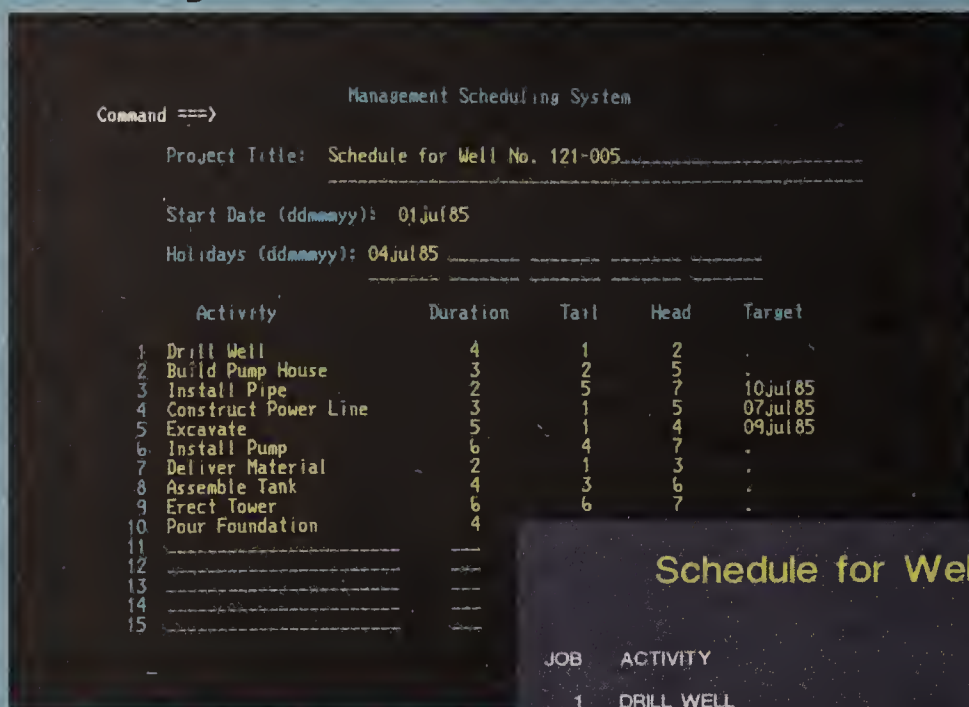 Management Scheduling System
Command ===>
Project Title: Schedule for Well No. 121-005
Start Date (ddmmmyy): 01jul85
Holidays (ddmmmyy): 04jul85
Activity Duration Tail Head Target
1 Drill Well 4 1 2 .
2 Build Pump House 3 2 5 .
3 Install Pipe 2 5 7 10jul85
4 Construct Power Line 3 1 5 07jul85
5 Excavate 5 1 4 09jul85
6 Install Pump 6 4 7 .
7 Deliver Material 2 1 3 .
8 Assemble Tank 4 3 6 .
9 Erect Tower 6 6 7 .
10 Pour Foundation 4
11
12
13
14
15
Schedule for Wel
JOB ACTIVITY
1 DRILL WELL